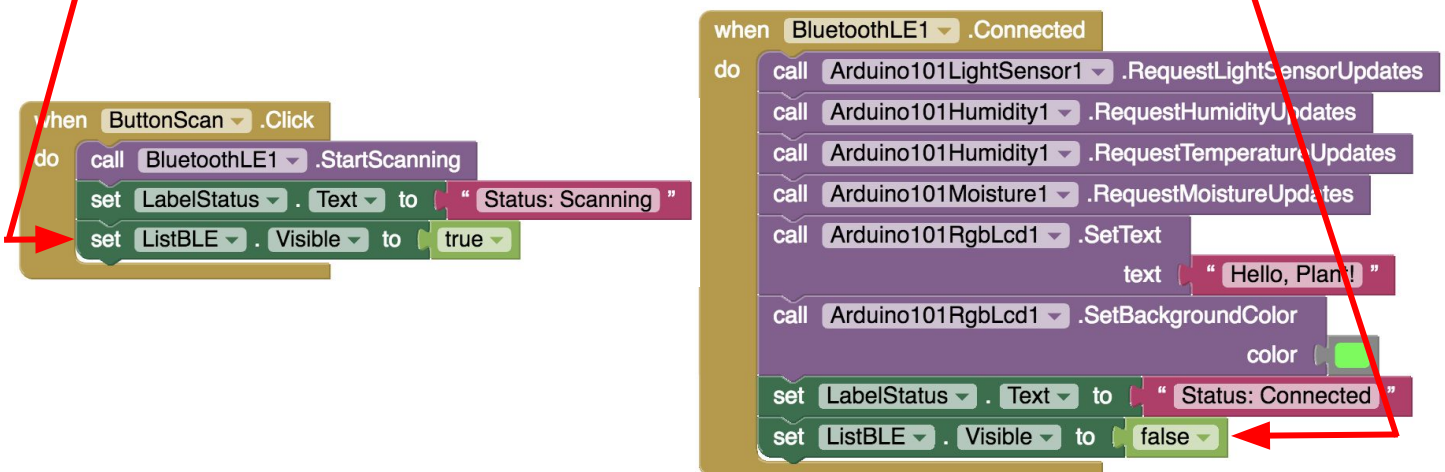 when ButtonScan .Click
do call BluetoothLE1 .StartScanning
set LabelStatus . Text to " Status: Scanning "
set ListBLE . Visible to true
when BluetoothLE1 .Connected
do call Arduino101LightSensor1 .RequestLightSensorUpdates
call Arduino101Humidity1 .RequestHumidityUpdates
call Arduino101Humidity1 .RequestTemperatureUpdates
call Arduino101Moisture1 .RequestMoistureUpdates
call Arduino101RgbLcd1 .SetText
text " Hello, Plant! "
call Arduino101RgbLcd1 .SetBackgroundColor
color
set LabelStatus . Text to " Status: Connected "
set ListBLE . Visible to false